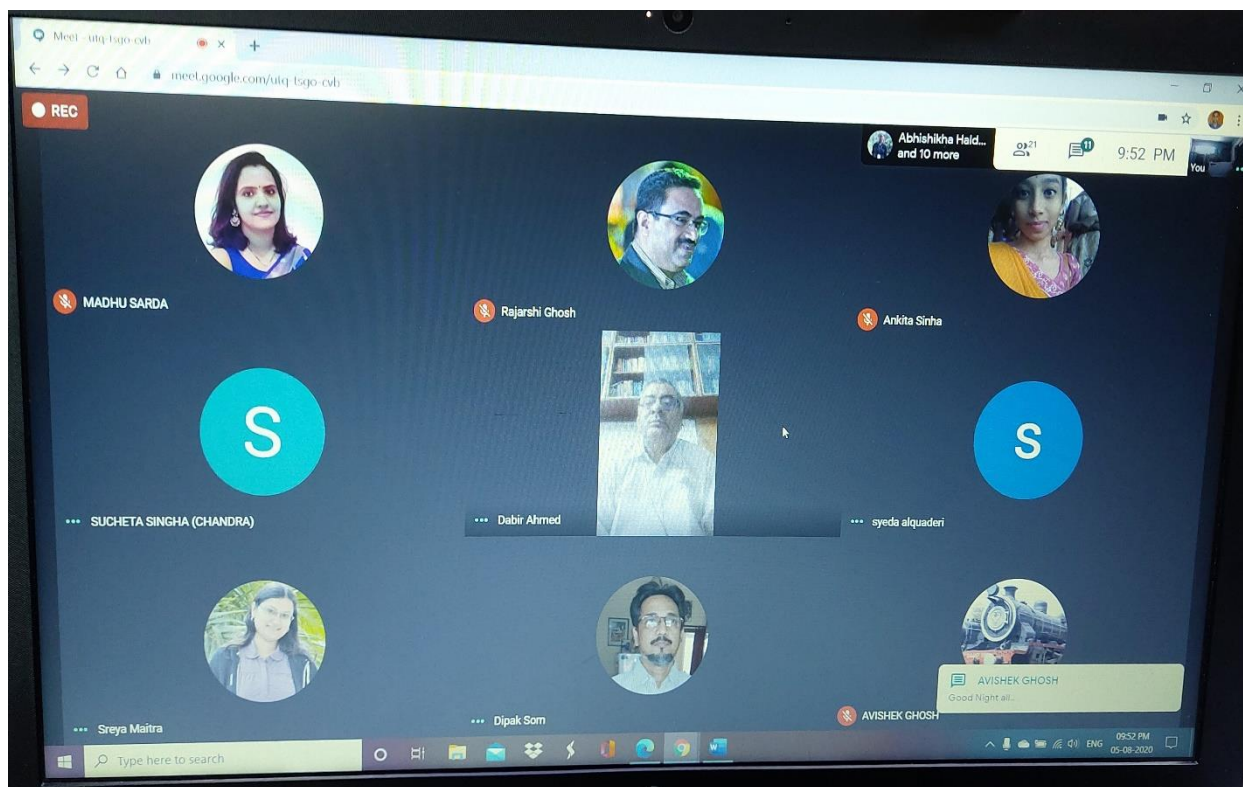 Meet - utq-tsgo-cvb
meet.google.com/utq-tsgo-cvb
REC
Abhishikha Hald...
and 10 more
21
11
9:52 PM
You
MADHU SARDA
Rajarshi Ghosh
Ankita Sinha
S
S
SUCHETA SINGHA (CHANDRA)
Dabir Ahmed
syeda alquaderi
AVISHEK GHOSH
Good Night all..
Sreya Maitra
Dipak Som
AVISHEK GHOSH
Type here to search
ENG
09:52 PM
05-08-2020